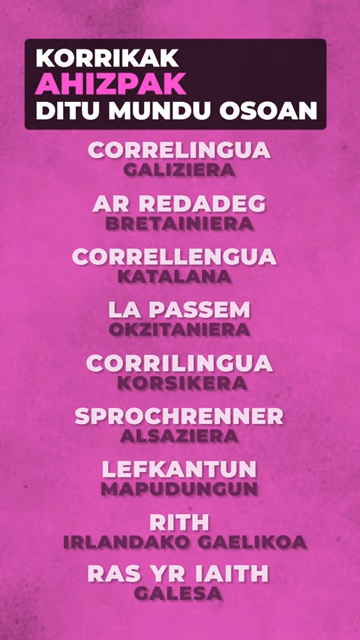 KORRIKAK
AHIZPAK
DITU MUNDU OSOAN
CORRELINGUA
GALIZIERA
AR REDADEG
BRETAINIERA
CORRELLENGUA
KATALANA
LA PASSEM
OKZITANIERA
CORRILINGUA
KORSIKERA
SPROCHRENNER
ALSAZIERA
LEFKANTUN
MAPUDUNGUN
RITH
IRLANDAKO GAELIKOA
RAS YR IAITH
GALESA